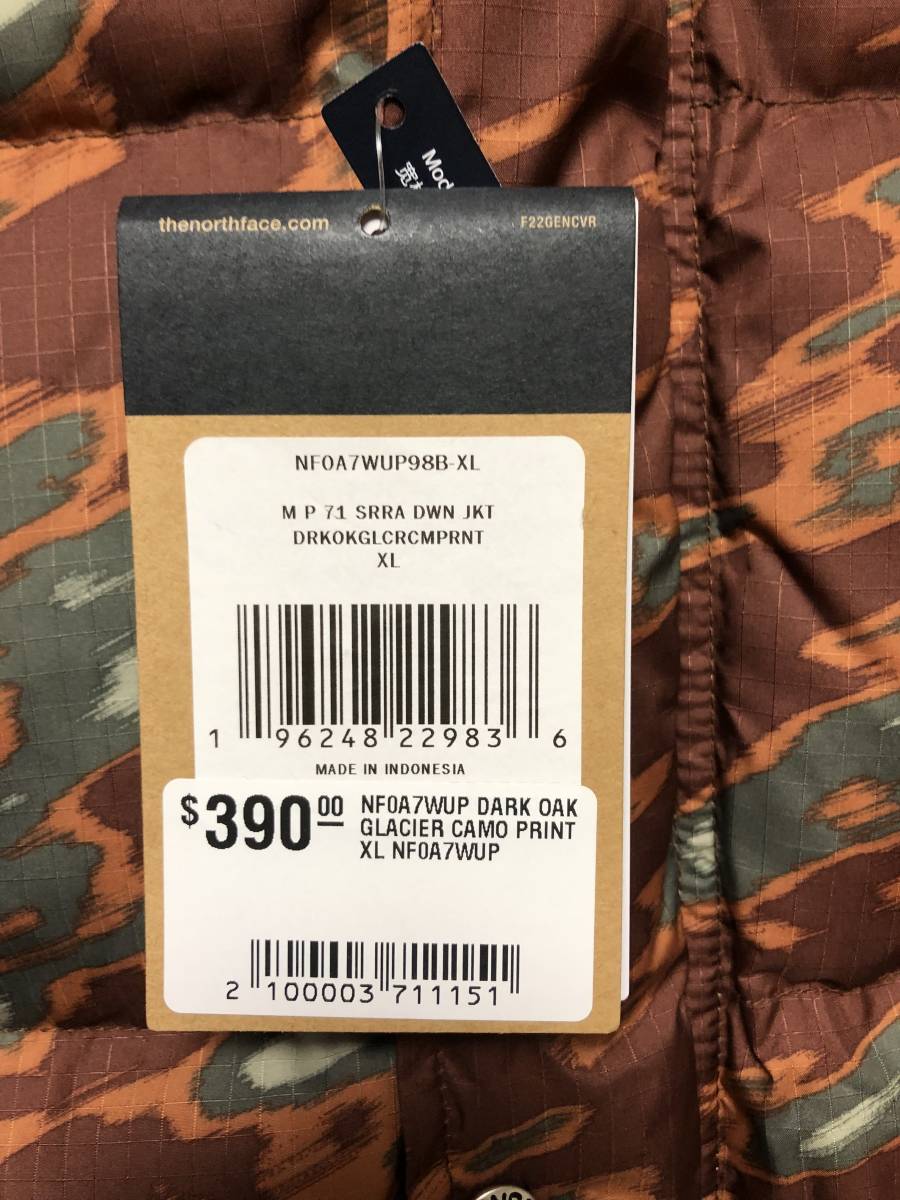 thenorthface.com
F22GENCVR
NF0A7WUP98B-XL
M P 71 SRRA DWN JKT
DRKOKGLCRCMPRNT
XL
1 96248 22983 6
MADE IN INDONESIA
$390.00 NF0A7WUP DARK OAK
GLACIER CAMO PRINT
XL NF0A7WUP
2 100003 711151